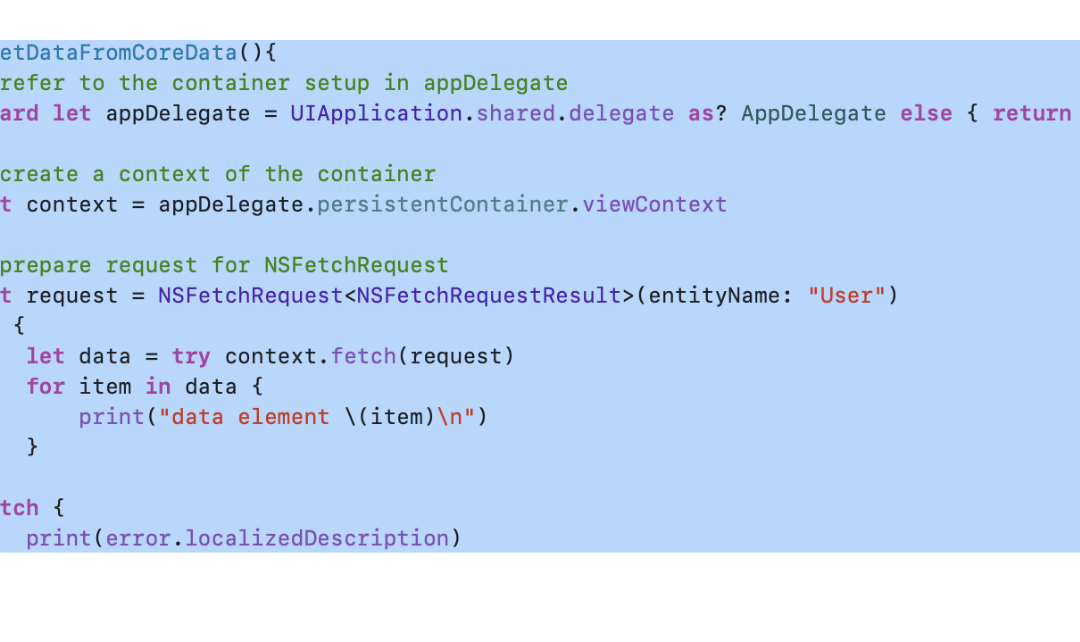 etDataFromCoreData(){
refer to the container setup in appDelegate
ard let appDelegate = UIApplication.shared.delegate as? AppDelegate else { return
create a context of the container
t context = appDelegate.persistentContainer.viewContext
prepare request for NSFetchRequest
t request = NSFetchRequest<NSFetchRequestResult>(entityName: "User")
{
let data = try context.fetch(request)
for item in data {
print("data element \(item)\n")
}
tch {
print(error.localizedDescription)